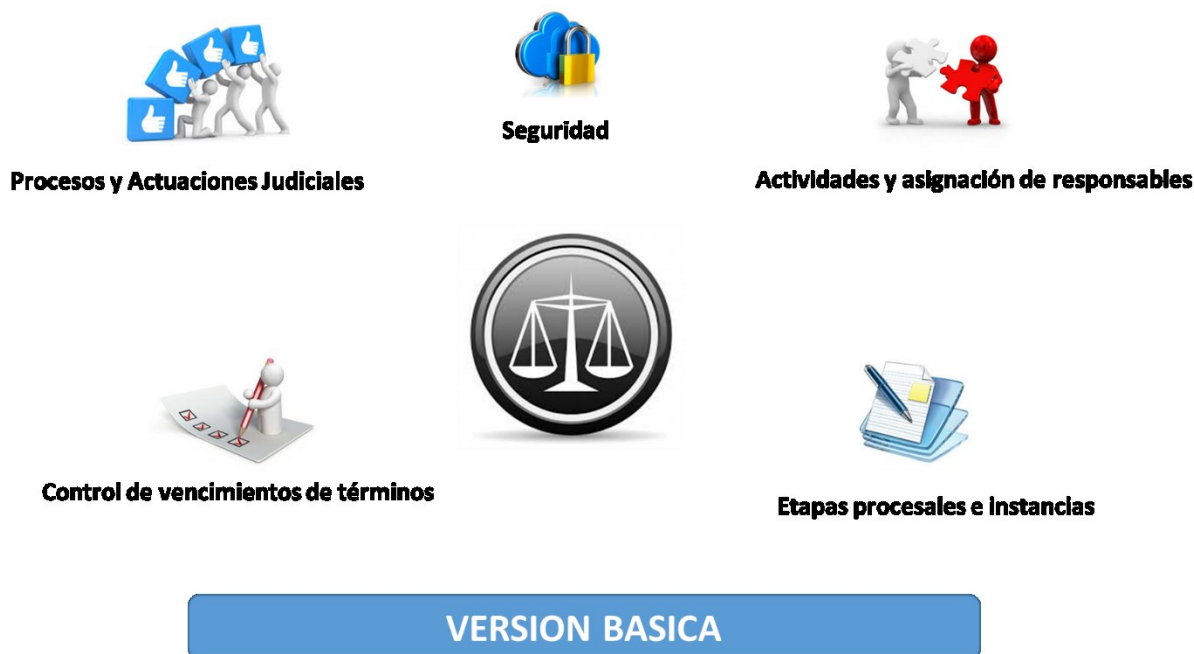 Seguridad
Procesos y Actuaciones Judiciales
Actividades y asignación de responsables
Control de vencimientos de términos
Etapas procesales e instancias
VERSION BASICA